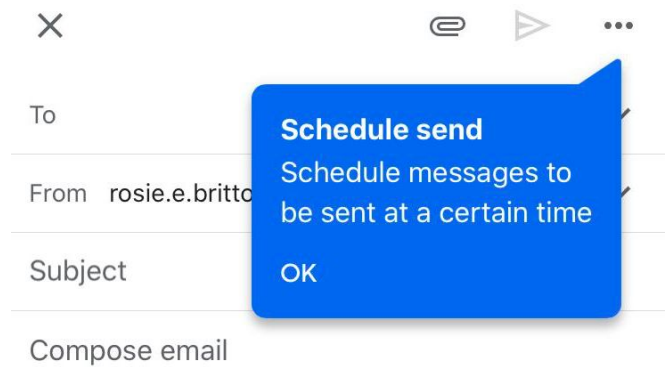 To
From rosie.e.britto
Subject
Compose email
Schedule send
Schedule messages to
be sent at a certain time
OK